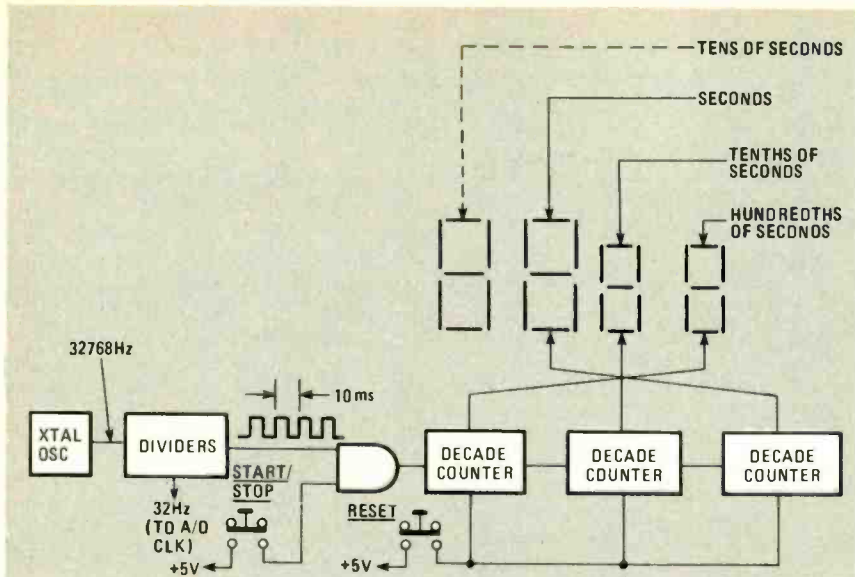 TENS OF SECONDS
SECONDS
TENTHS OF
SECONDS
HUNDREDTHS
OF SECONDS
32768Hz
10ms
XTAL
OSC
DIVIDERS
START/
STOP
32Hz
(TO A/D
CLK)
+5V
RESET
+5V
DECADE
COUNTER
DECADE
COUNTER
DECADE
COUNTER